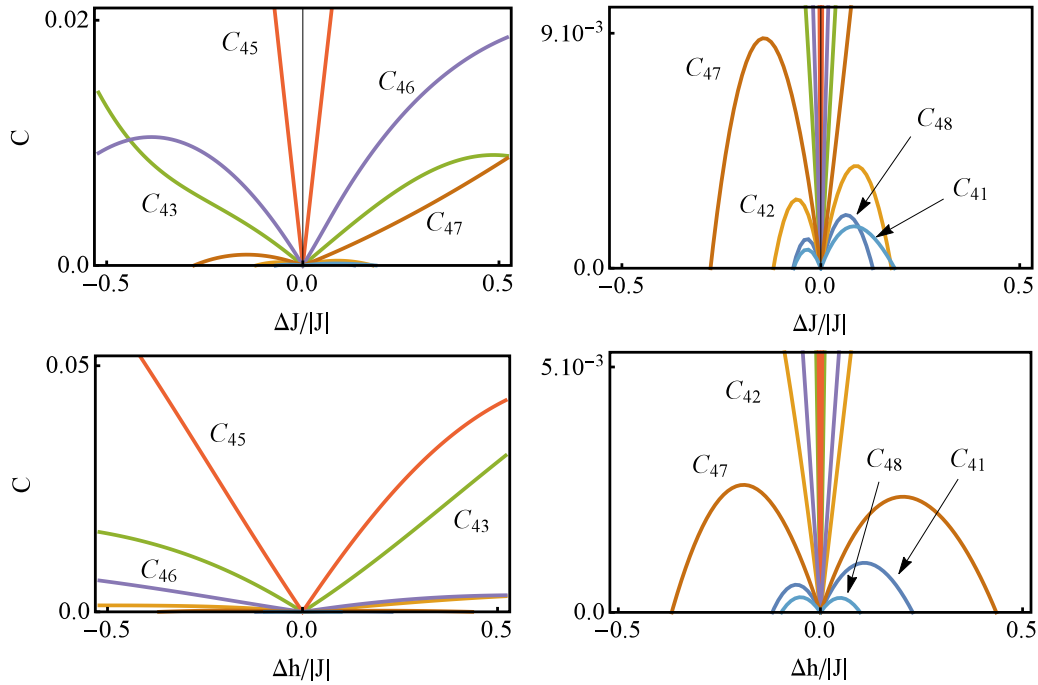 0.02
C₄₅
C₄₆
C
C₄₃
C₄₇
0.0
−0.5
0.0
0.5
ΔJ/|J|
9.10⁻³
C₄₇
C₄₈
C₄₂
C₄₁
0.0
−0.5
0.0
0.5
ΔJ/|J|
0.05
C₄₅
C
C₄₃
C₄₆
0.0
−0.5
0.0
0.5
Δh/|J|
5.10⁻³
C₄₂
C₄₇
C₄₈
C₄₁
0.0
−0.5
0.0
0.5
Δh/|J|